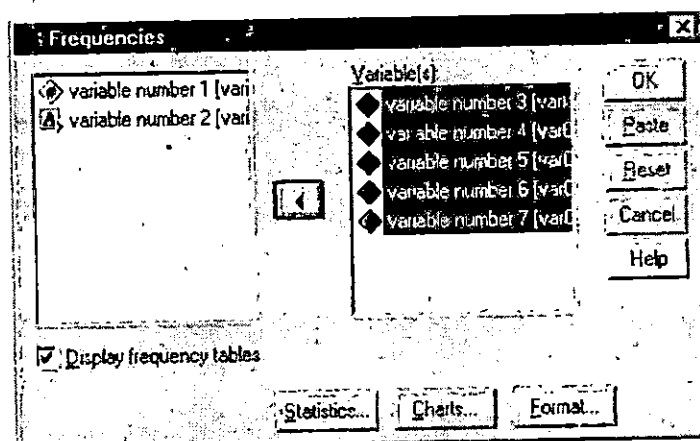 Frequencies
variable number 1 [vari
variable number 2 [vari
Variable(s):
variable number 3 [var
variable number 4 [var
variable number 5 [var
variable number 6 [var
variable number 7 [var
OK
Paste
Reset
Cancel
Help
Display frequency tables
Statistics...
Charts...
Format...